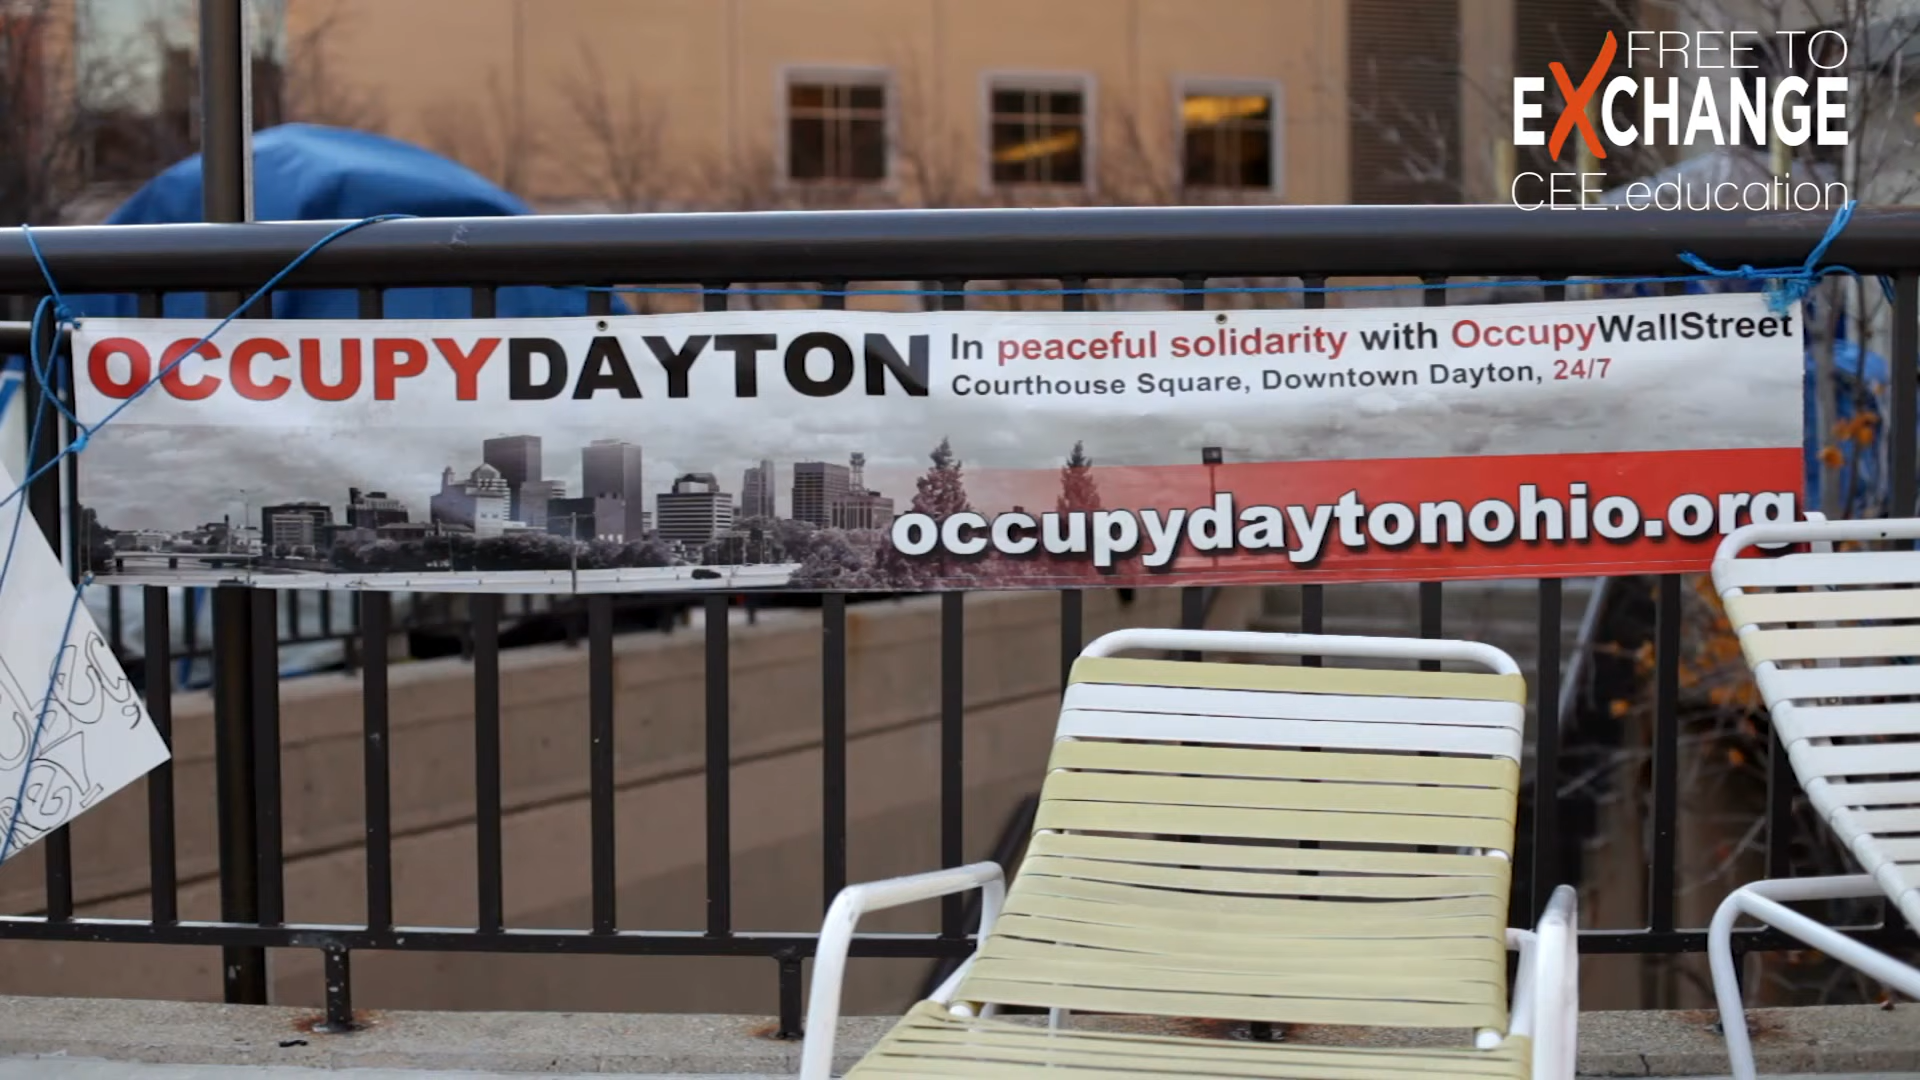 FREE TO
EXCHANGE
CEE.education
OCCUPYDAYTON
In peaceful solidarity with OccupyWallStreet
Courthouse Square, Downtown Dayton, 24/7
occupydaytonohio.org